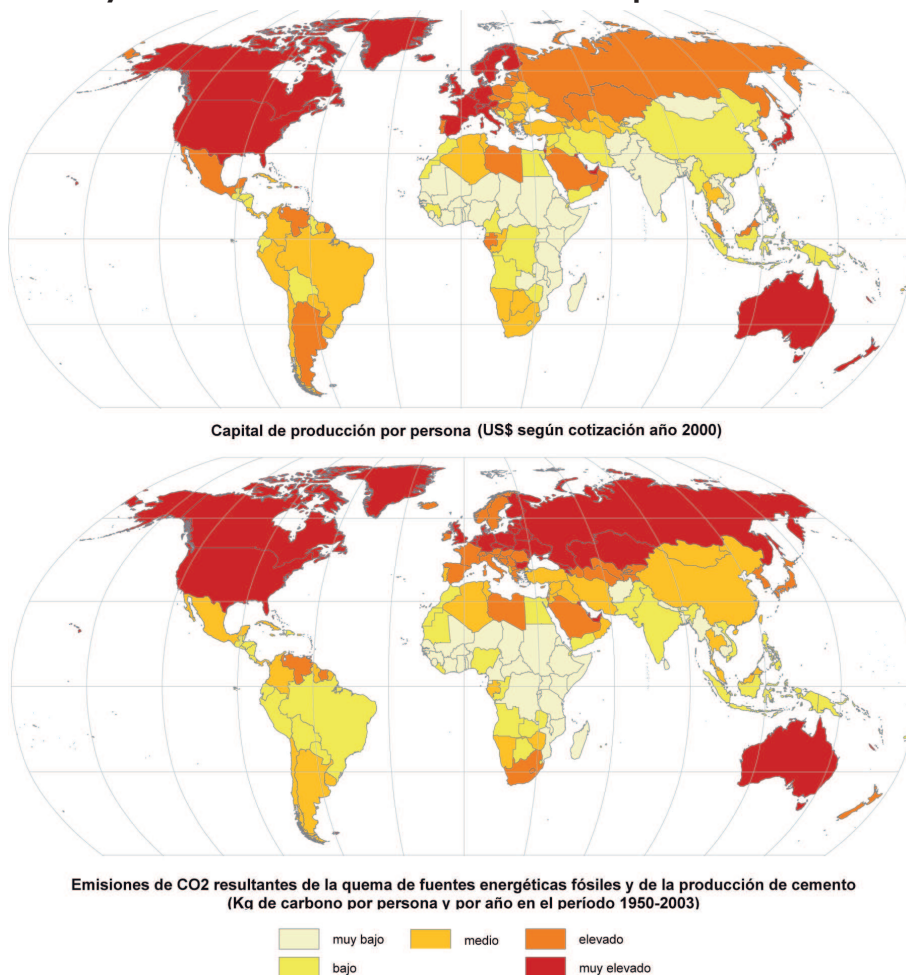 Capital de producción por persona (US$ según cotización año 2000)
Emisiones de CO2 resultantes de la quema de fuentes energéticas fósiles y de la producción de cemento
(Kg de carbono por persona y por año en el período 1950-2003)
muy bajo
medio
elevado
bajo
muy elevado